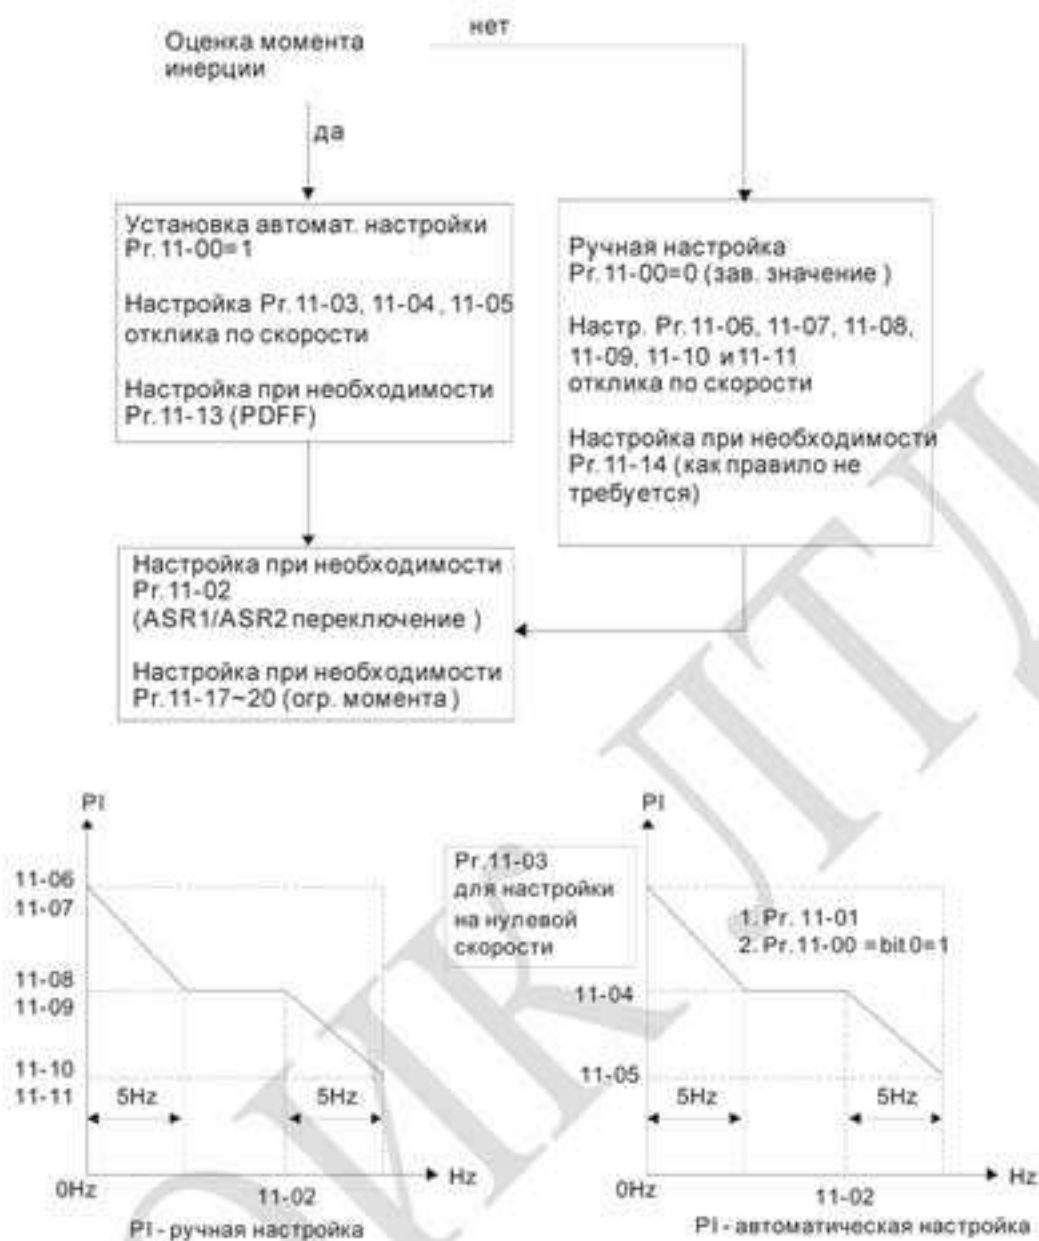 нет
Оценка момента
инерции
да
Установка автомат. настройки
Pr.11-00=1
Настройка Pr.11-03, 11-04, 11-05
отклика по скорости
Настройка при необходимости
Pr.11-13 (PDFF)
Ручная настройка
Pr.11-00=0 (зав. значение )
Настр. Pr.11-06, 11-07, 11-08,
11-09, 11-10 и 11-11
отклика по скорости
Настройка при необходимости
Pr.11-14 (как правило не
требуется)
Настройка при необходимости
Pr.11-02
(ASR1/ASR2 переключение )
Настройка при необходимости
Pr.11-17~20 (огр. момента )
PI
11-06
11-07
11-08
11-09
11-10
11-11
5Hz
5Hz
Hz
0Hz
11-02
PI - ручная настройка
Pr.11-03
для настройки
на нулевой
скорости
PI
1. Pr. 11-01
2. Pr.11-00 =bit 0=1
11-04
11-05
5Hz
5Hz
Hz
0Hz
11-02
PI - автоматическая настройка